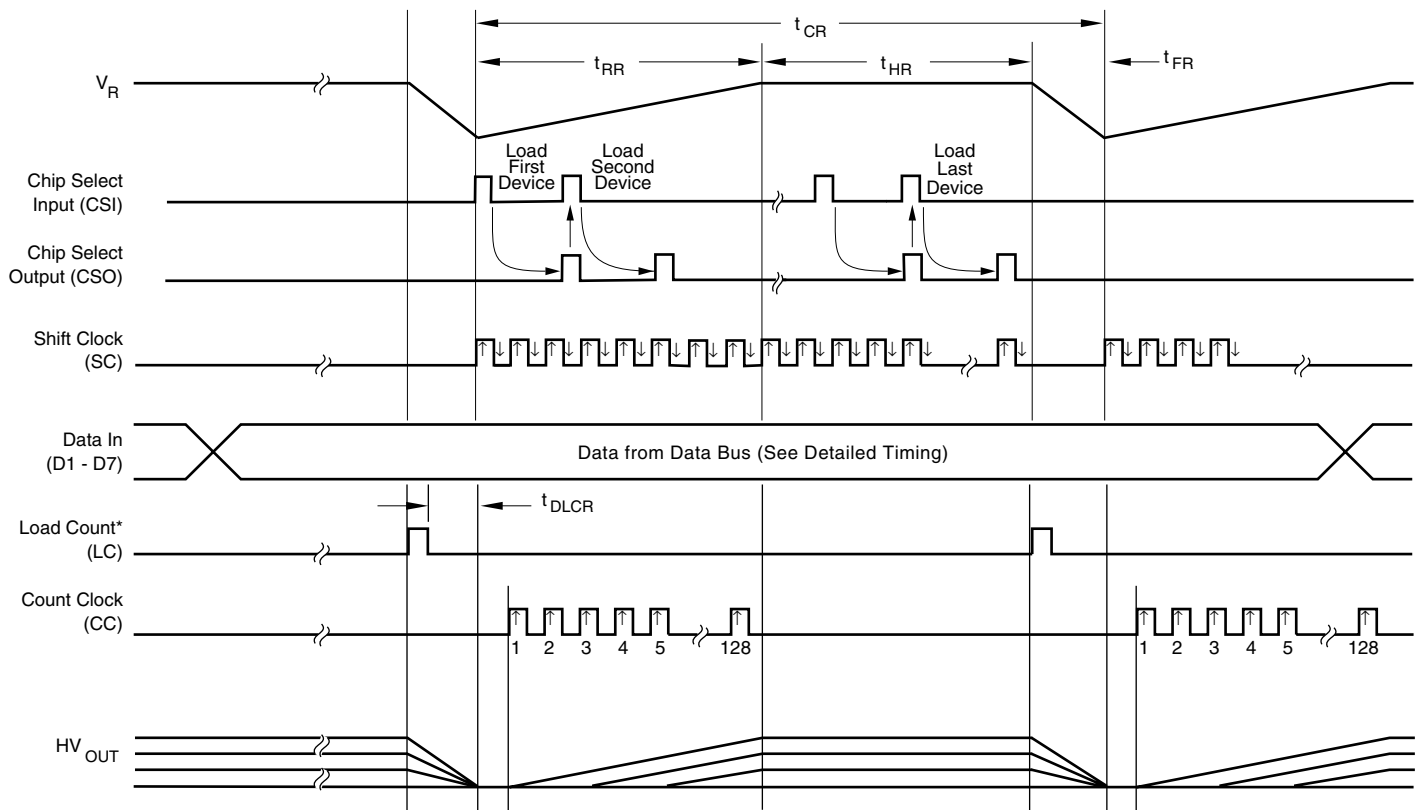 t CR
t RR
t HR
t FR
V R
Load
First
Device
Load
Second
Device
Load
Last
Device
Chip Select
Input (CSI)
Chip Select
Output (CSO)
Shift Clock
(SC)
Data In
(D1 - D7)
Data from Data Bus (See Detailed Timing)
t DLCR
Load Count*
(LC)
Count Clock
(CC)
1 2 3 4 5 128 1 2 3 4 5 128
HV OUT